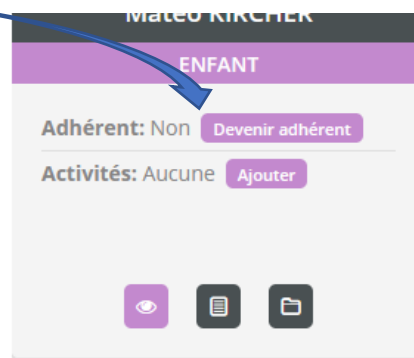 Mateo KIRCHER
ENFANT
Adhérent: Non Devenir adhérent
Activités: Aucune Ajouter